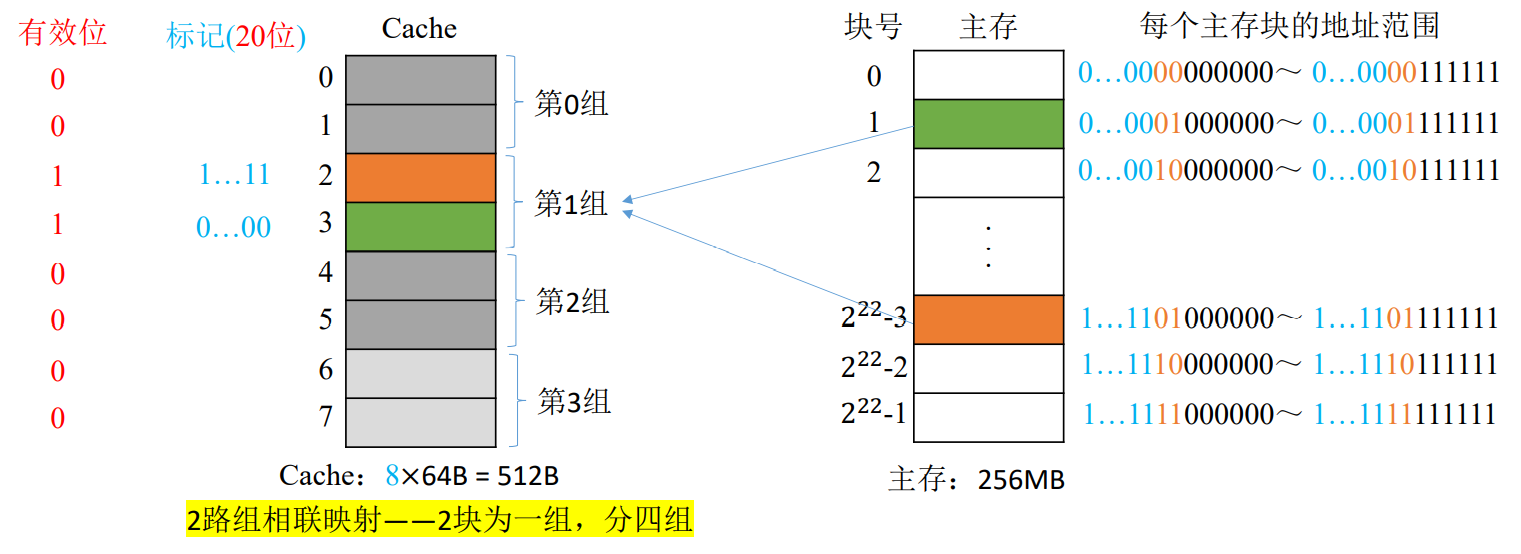 有效位 标记(20位) Cache 块号 主存 每个主存块的地址范围
0 0 0 0…0000000000～ 0…0000111111
第0组
0 1 1 0…0001000000～ 0…0001111111
1 1…11 2 2 0…0010000000～ 0…0010111111
第1组
1 0…00 3
0 4
第2组
0 5 2²²-3 1…1101000000～ 1…1101111111
0 6 2²²-2 1…1110000000～ 1…1110111111
第3组
0 7 2²²-1 1…1111000000～ 1…1111111111
Cache：8×64B = 512B 主存：256MB
2路组相联映射——2块为一组，分四组